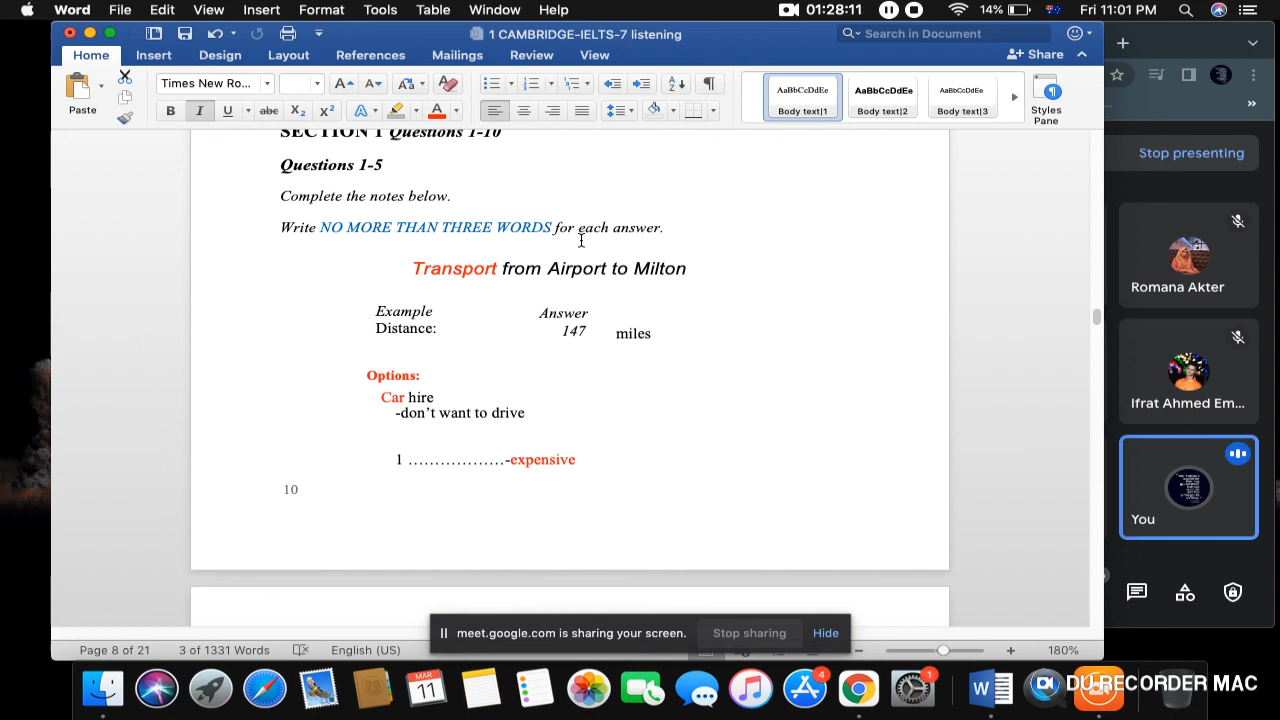 Word File Edit View Insert Format Tools Table Window Help 01:28:11 14% Fri 11:01 PM
1 CAMBRIDGE-IELTS-7 listening
Search in Document
Home Insert Design Layout References Mailings Review View Share
Paste
Times New Ro...
AaBbCcDdEe AaBbCcDdEe AaBbCcDdEe
Body text|1 Body text|2 Body text|3
Styles
Pane
Stop presenting
SECTION 1 Questions 1-10
Questions 1-5
Complete the notes below.
Write NO MORE THAN THREE WORDS for each answer.
Transport from Airport to Milton
Example Answer
Distance: 147 miles
Options:
Car hire
-don't want to drive
1 ………………-expensive
10
Romana Akter
Ifrat Ahmed Em...
You
meet.google.com is sharing your screen. Stop sharing Hide
Page 8 of 21 3 of 1331 Words English (US) 180%
MAR
11
4
1
DU-RECORDER MAC